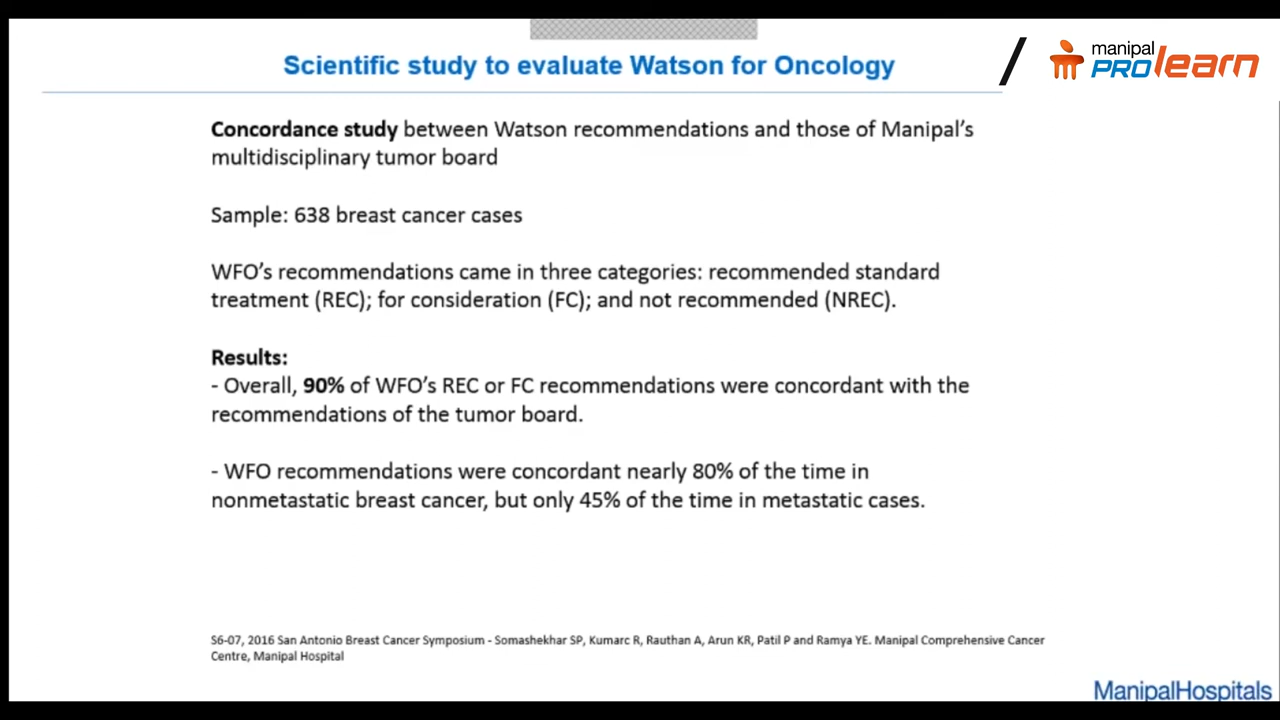 Scientific study to evaluate Watson for Oncology
manipal
PROlearn
Concordance study between Watson recommendations and those of Manipal's
multidisciplinary tumor board
Sample: 638 breast cancer cases
WFO's recommendations came in three categories: recommended standard
treatment (REC); for consideration (FC); and not recommended (NREC).
Results:
- Overall, 90% of WFO's REC or FC recommendations were concordant with the
recommendations of the tumor board.
- WFO recommendations were concordant nearly 80% of the time in
nonmetastatic breast cancer, but only 45% of the time in metastatic cases.
S6-07, 2016 San Antonio Breast Cancer Symposium - Somashekhar SP, Kumarc R, Rauthan A, Arun KR, Patil P and Ramya YE. Manipal Comprehensive Cancer
Centre, Manipal Hospital
ManipalHospitals